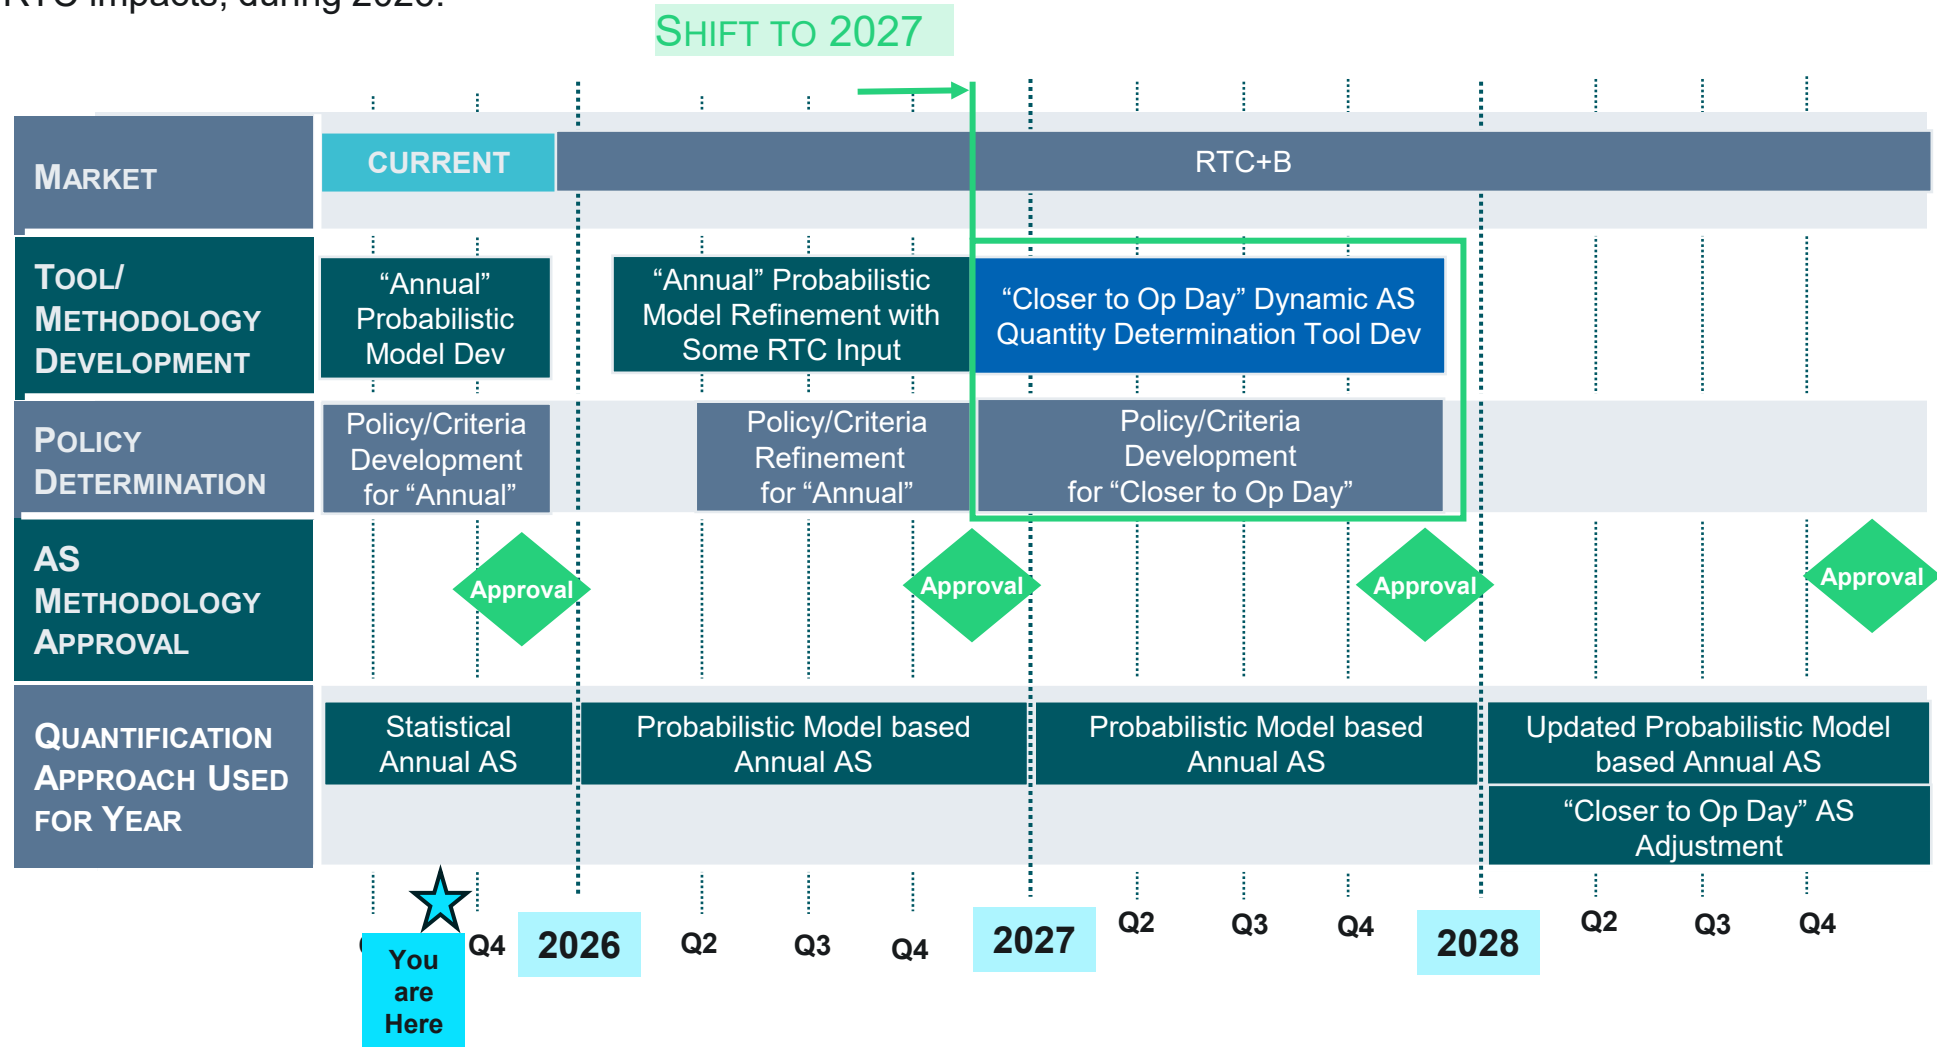 RTC impacts, during 2026.
SHIFT TO 2027
MARKET
CURRENT
RTC+B
TOOL/
METHODOLOGY
DEVELOPMENT
“Annual”
Probabilistic
Model Dev
“Annual” Probabilistic
Model Refinement with
Some RTC Input
“Closer to Op Day” Dynamic AS
Quantity Determination Tool Dev
POLICY
DETERMINATION
Policy/Criteria
Development
for “Annual”
Policy/Criteria
Refinement
for “Annual”
Policy/Criteria
Development
for “Closer to Op Day”
AS
METHODOLOGY
APPROVAL
Approval
Approval
Approval
Approval
QUANTIFICATION
APPROACH USED
FOR YEAR
Statistical
Annual AS
Probabilistic Model based
Annual AS
Probabilistic Model based
Annual AS
Updated Probabilistic Model
based Annual AS
“Closer to Op Day” AS
Adjustment
Q4
2026
Q2
Q3
Q4
2027
Q2
Q3
Q4
2028
Q2
Q3
Q4
You
are
Here